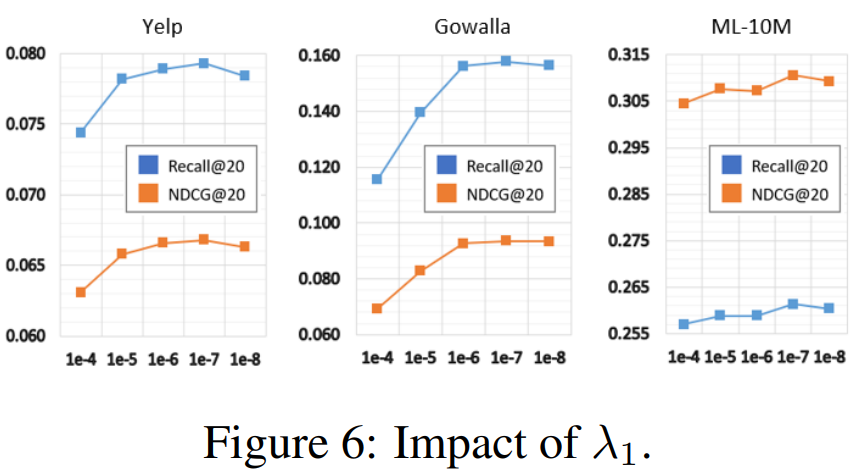 Yelp
0.080
0.075
0.070
0.065
0.060
Recall@20
NDCG@20
1e-4 1e-5 1e-6 1e-7 1e-8
Gowalla
0.160
0.140
0.120
0.100
0.080
0.060
Recall@20
NDCG@20
1e-4 1e-5 1e-6 1e-7 1e-8
ML-10M
0.315
0.305
0.295
0.285
0.275
0.265
0.255
Recall@20
NDCG@20
1e-4 1e-5 1e-6 1e-7 1e-8
Figure 6: Impact of λ₁.